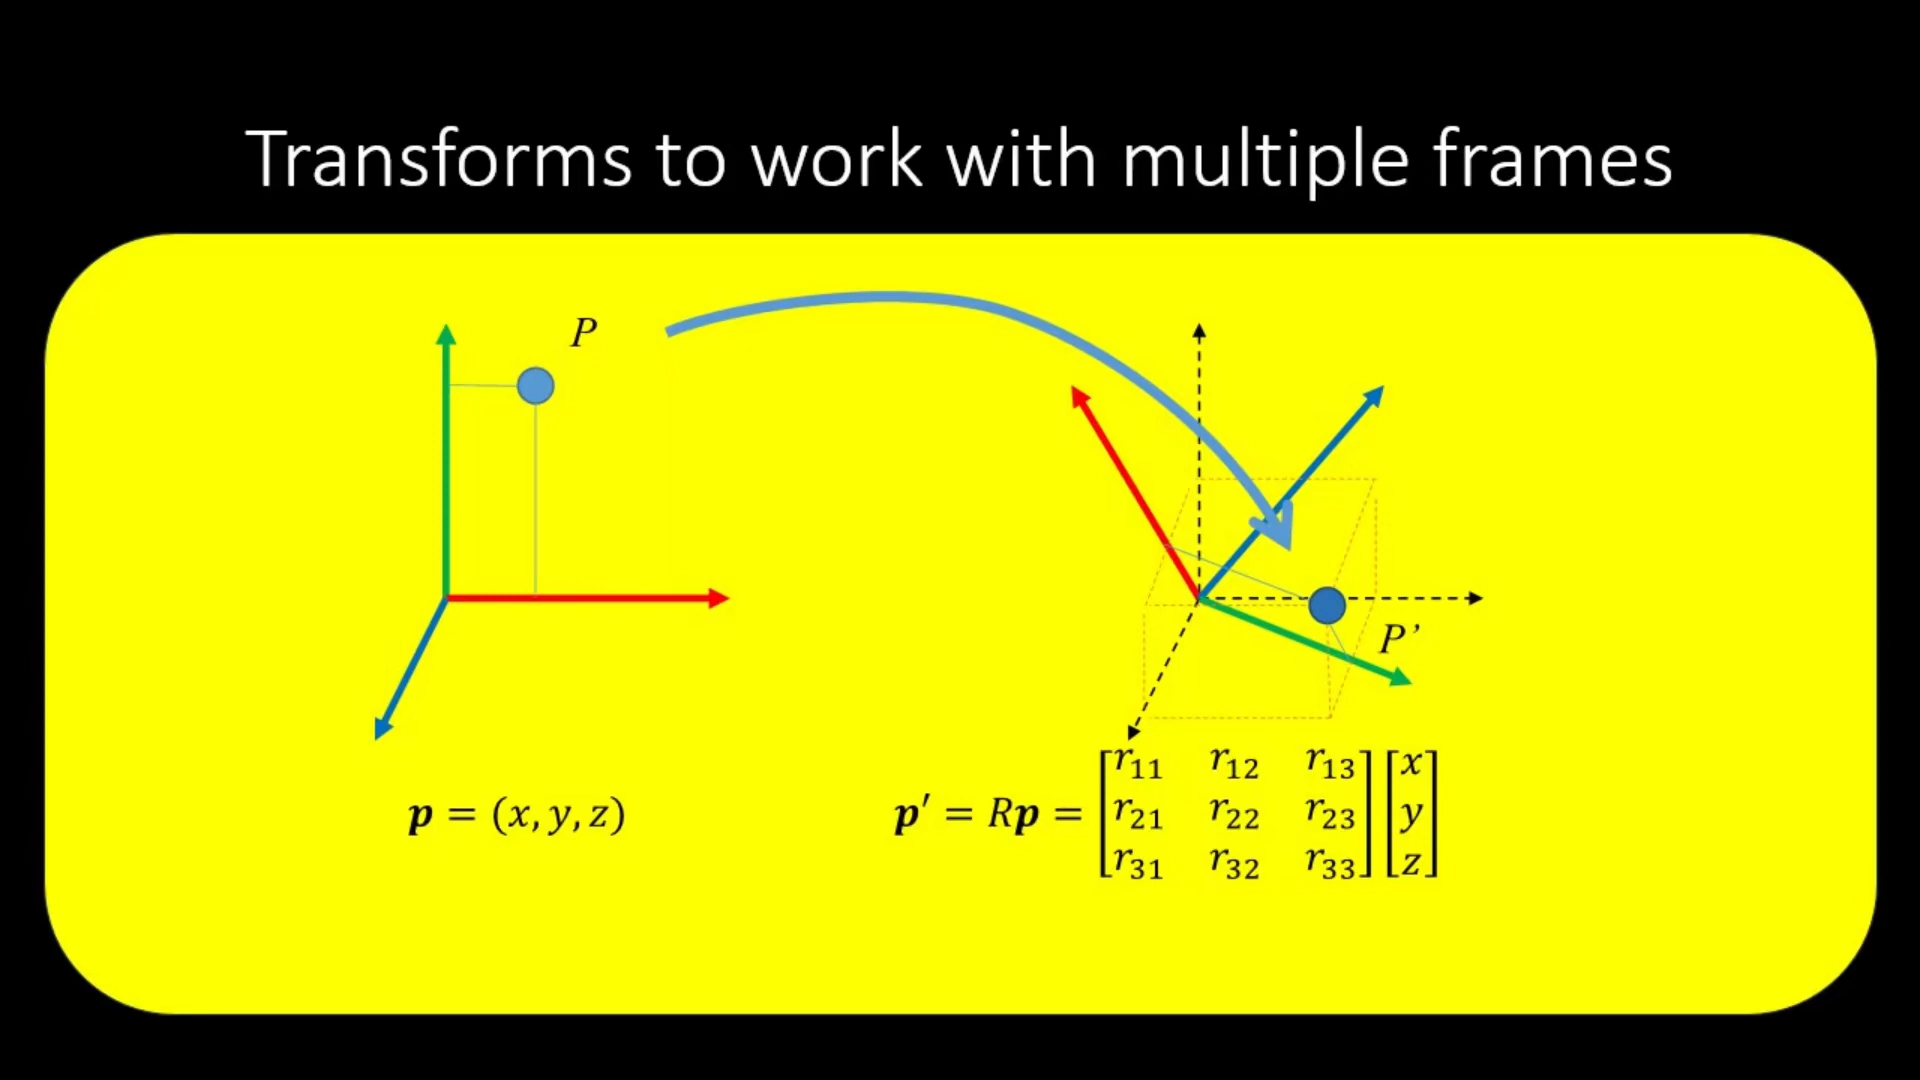 Transforms to work with multiple frames
P
P’
p = (x, y, z)
p′ = Rp = [r11 r12 r13] [x]
[r21 r22 r23] [y]
[r31 r32 r33] [z]